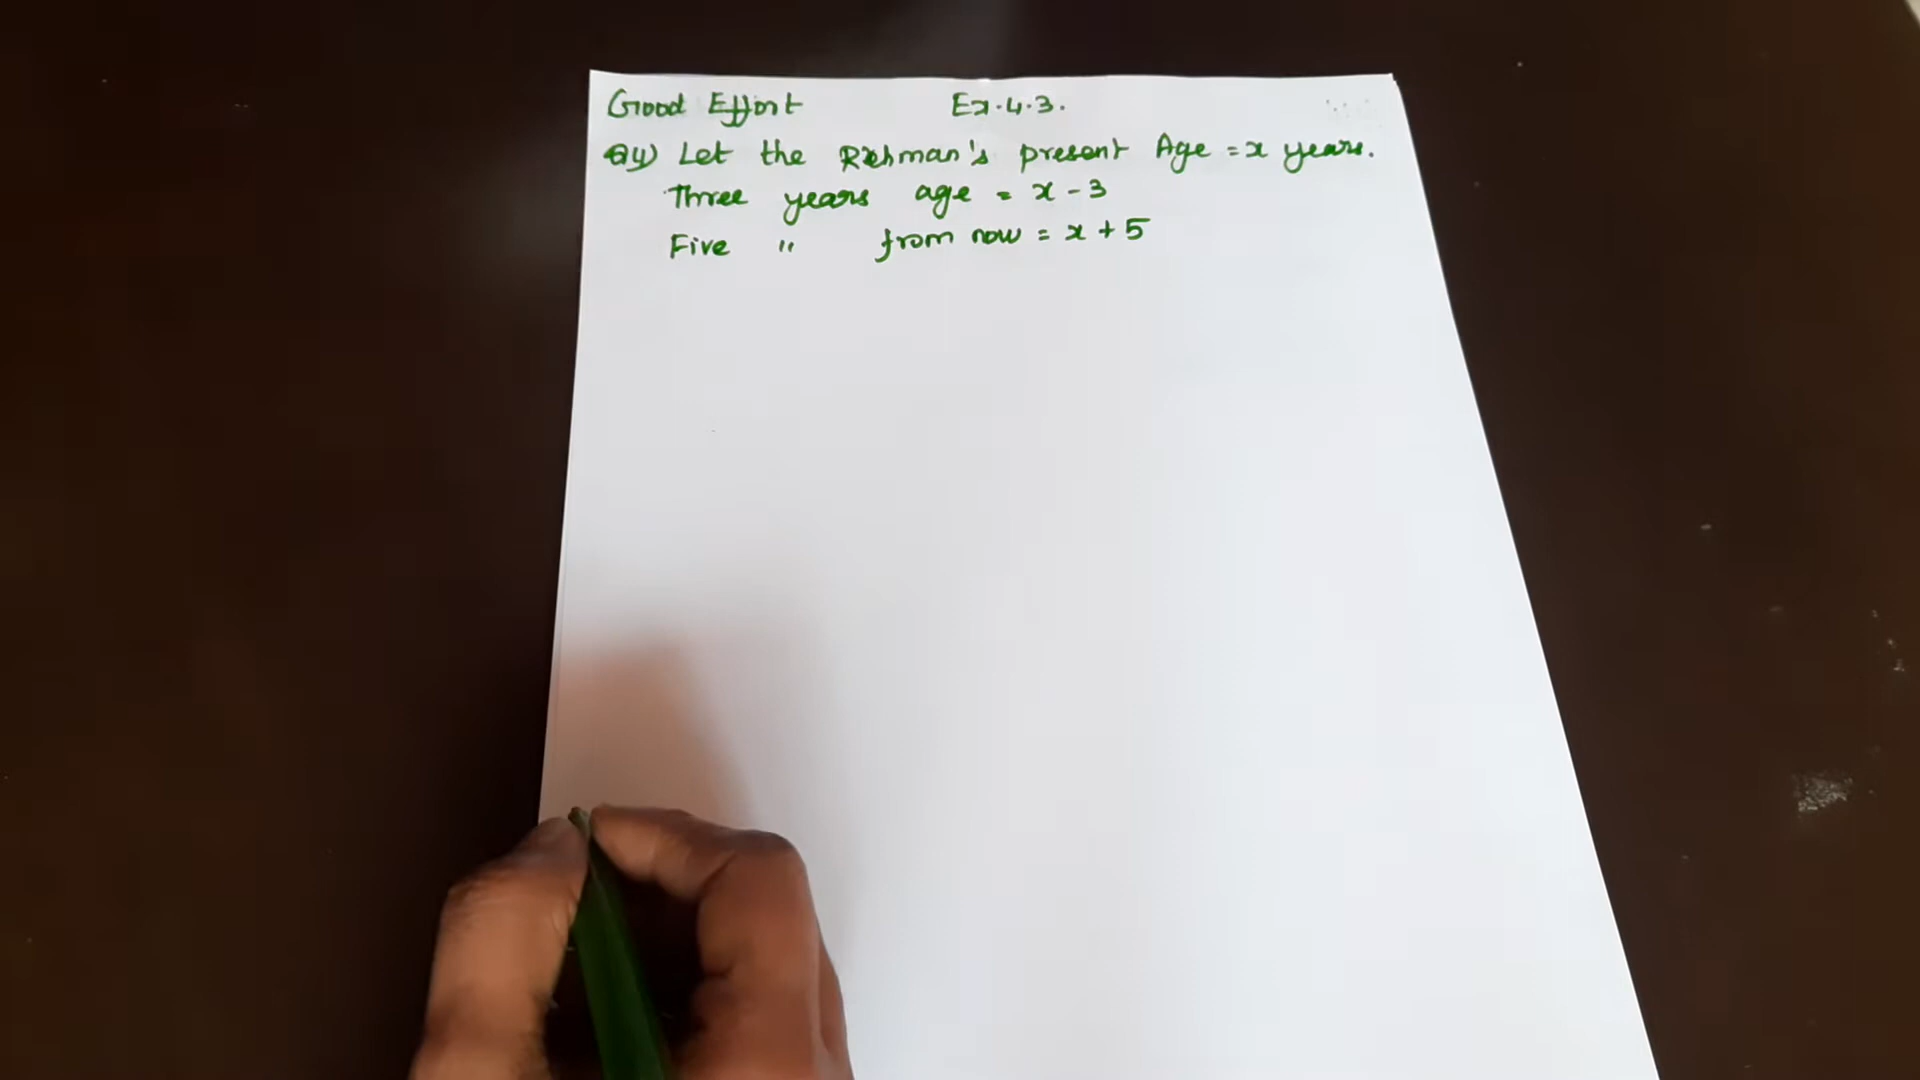 Good Effort Ex.4.3.
Q4) Let the Rehman's present Age = x years.
Three years age = x - 3
Five " from now = x + 5